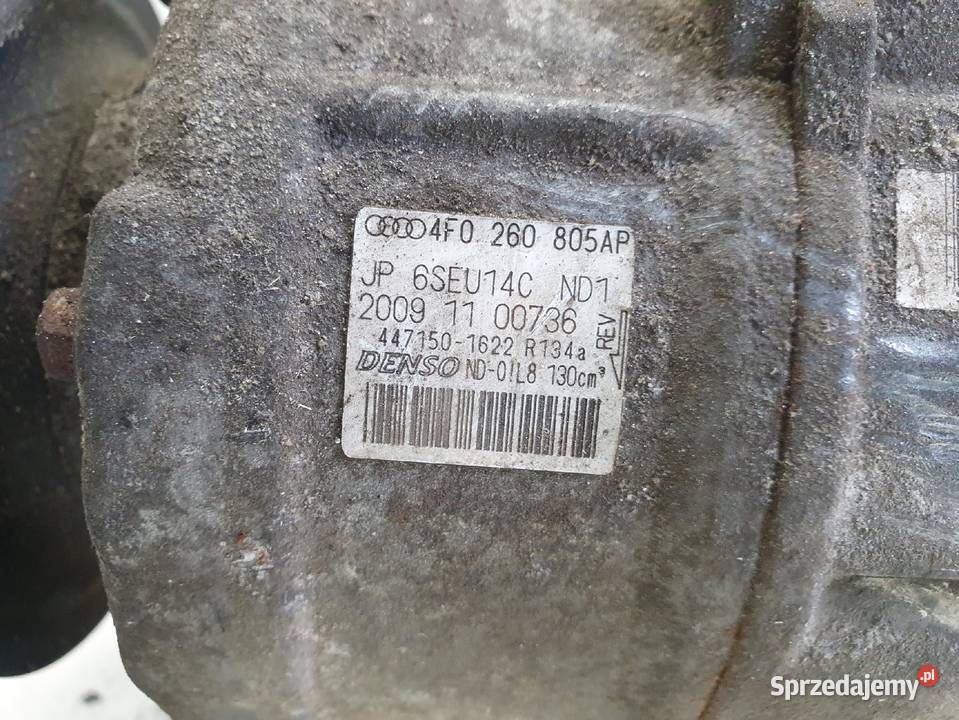 4F0 260 805AP
JP 6SEU14C ND1
2009 11 00736
447150-1622 R134a
REV
DENSO ND-OIL8 130cm³
Sprzedajemy.pl